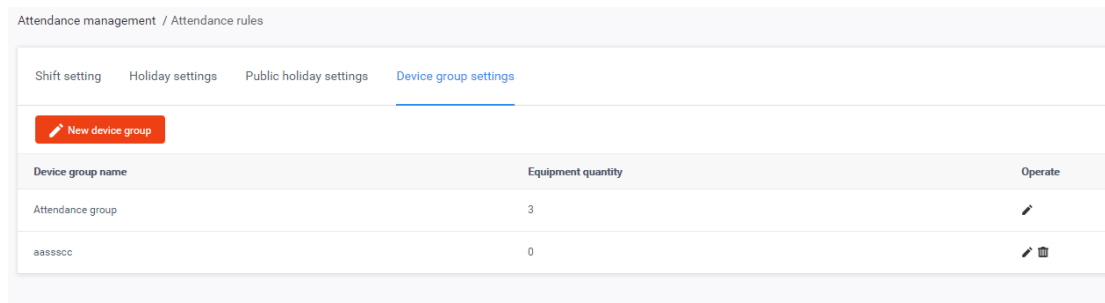 Attendance management / Attendance rules
Shift setting Holiday settings Public holiday settings Device group settings
New device group
Device group name Equipment quantity Operate
Attendance group 3
aassscc 0